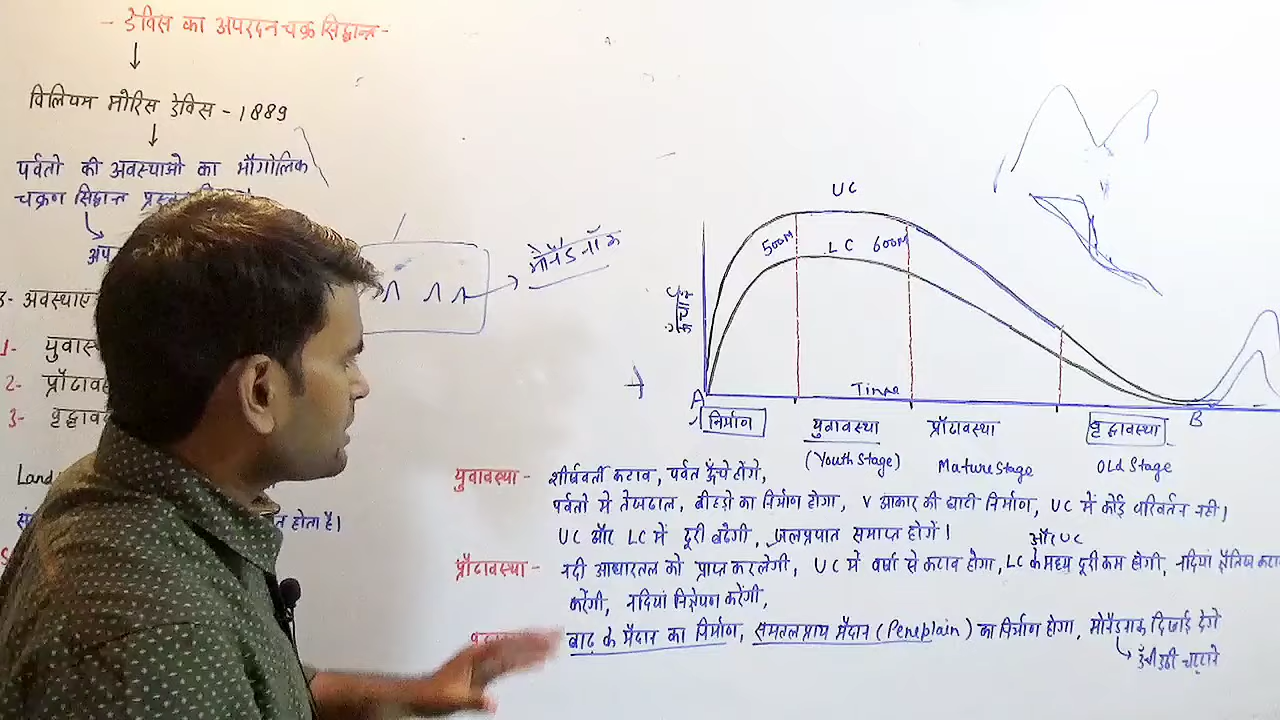 - डेविस का अपरदन चक्र सिद्धान्त -
विलियम मोरिस डेविस - 1889
पर्वतो की अवस्थाओ का भौगोलिक
चक्रण सिद्धान्त
अप
3- अवस्थाएं
1- युवास
2- प्रौढाव
3- वृद्धाव
Land
होता है।
मोनैडनॉक
UC
500M
LC
600M
ऊंचाई
Time
A
B
निर्माण
युवावस्था
प्रौढावस्था
वृद्धावस्था
(Youth Stage)
Mature Stage
Old Stage
युवावस्था - शीर्षवर्ती कटाव, पर्वत ऊँचे होंगे,
पर्वतो मे तेजढाल, बीहडो का निर्माण होगा, V आकार की घाटी निर्माण, UC में कोई परिवर्तन नही।
UC और LC में दूरी बढेगी, जलप्रपात समाप्त होगें।
और UC
प्रौढावस्था - नदी आधारतल को प्राप्त करलेगी, UC में वर्षा से कटाव होगा, LC के मध्य दूरी कम होगी, नदियां क्षैतिज कटा
करेंगी, नदियां निक्षेपण करेंगी,
बाढ़ के मैदान का निर्माण, समतलप्राय मैदान (Peneplain) का निर्माण होगा, मोनैडनाक दिखाई देगे
ऊँची उठी चट्टाने